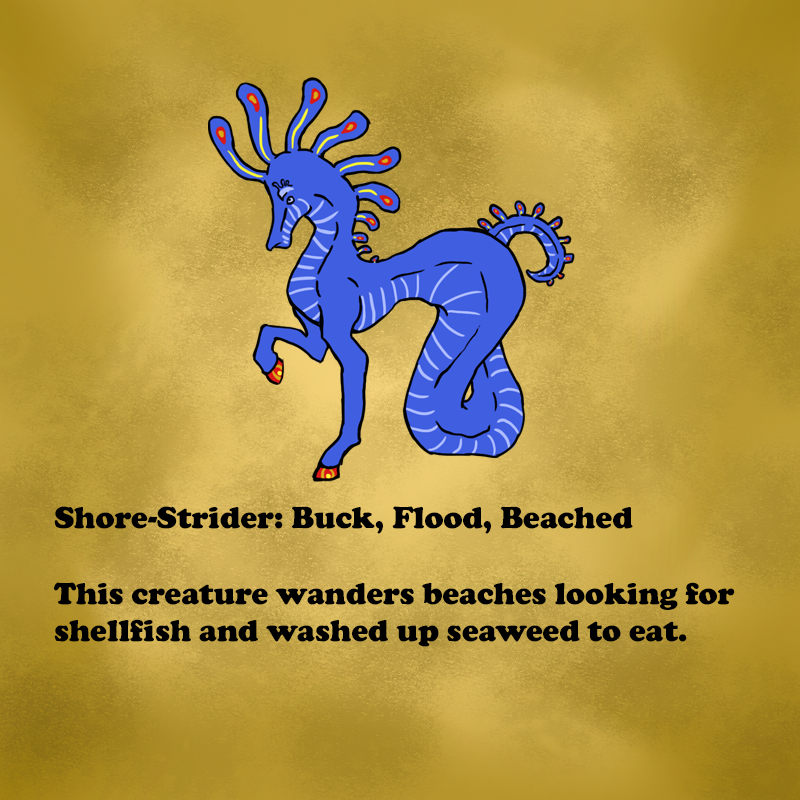 Shore-Strider: Buck, Flood, Beached
This creature wanders beaches looking for
shellfish and washed up seaweed to eat.